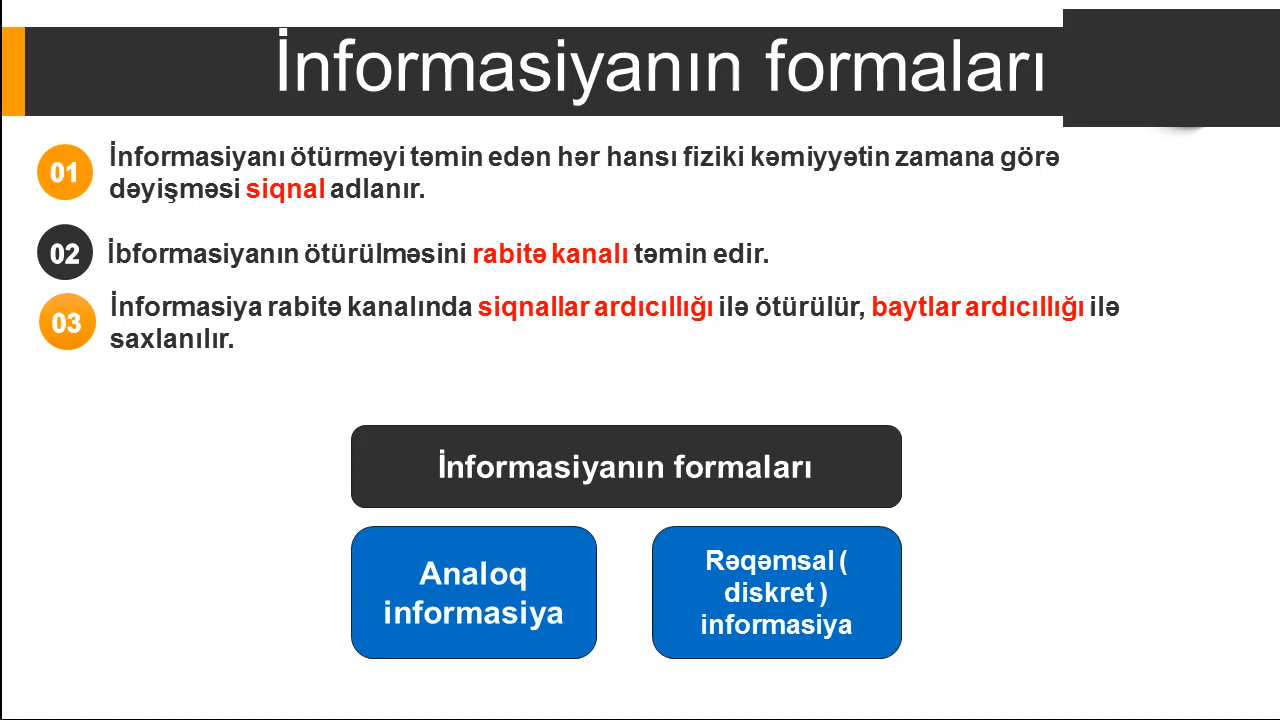 İnformasiyanın formaları
01
İnformasiyanı ötürməyi təmin edən hər hansı fiziki kəmiyyətin zamana görə
dəyişməsi siqnal adlanır.
02
İbformasiyanın ötürülməsini rabitə kanalı təmin edir.
03
İnformasiya rabitə kanalında siqnallar ardıcıllığı ilə ötürülür, baytlar ardıcıllığı ilə
saxlanılır.
İnformasiyanın formaları
Analoq
informasiya
Rəqəmsal (
diskret )
informasiya